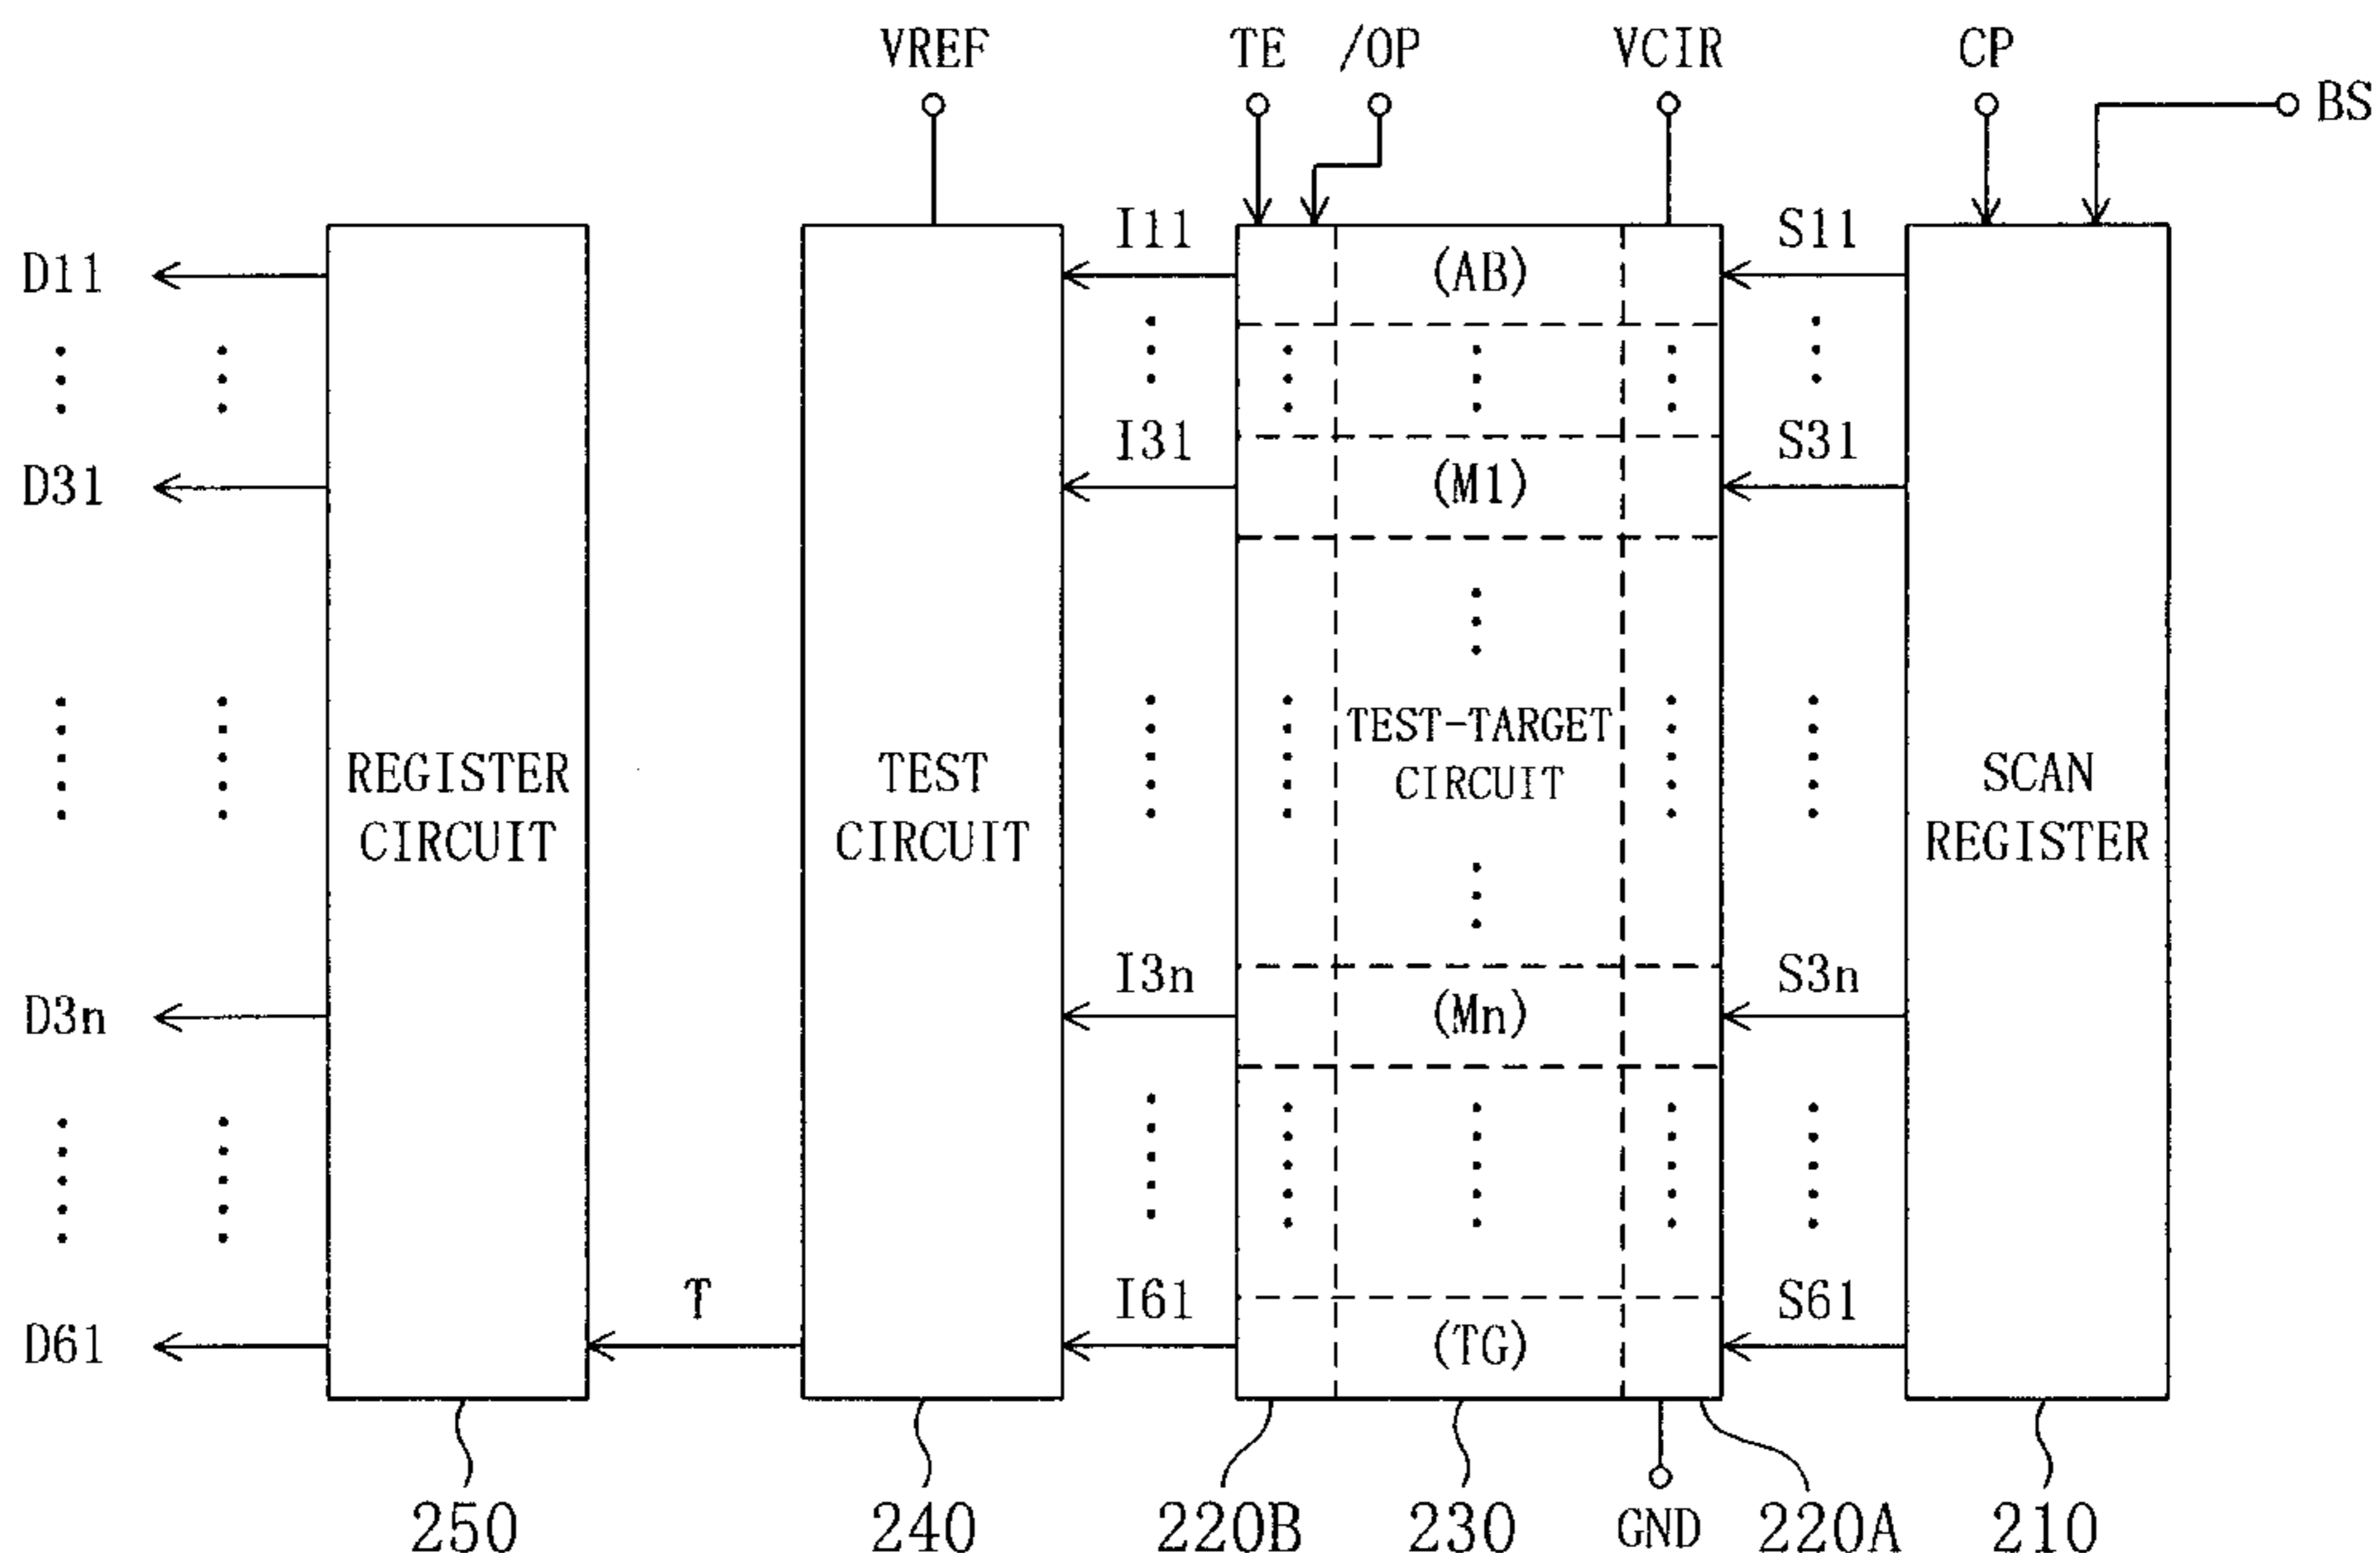 VREF TE /OP VCIR CP
BS
I11 S11
D11 (AB)
I31 S31
D31 (M1)
TEST-TARGET
CIRCUIT
REGISTER
CIRCUIT
TEST
CIRCUIT
SCAN
REGISTER
I3n S3n
D3n (Mn)
T I61 S61
D61 (TG)
250 240 220B 230 GND 220A 210